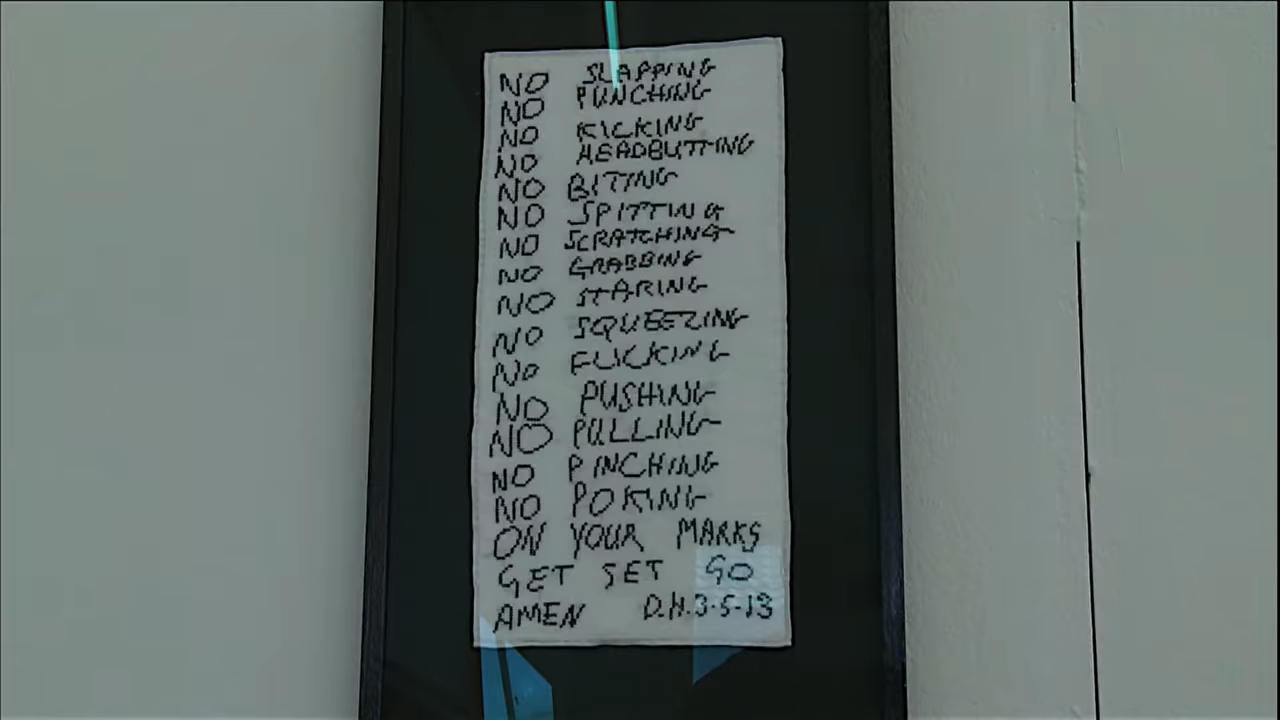 NO SLAPPING
NO PUNCHING
NO KICKING
NO HEADBUTTING
NO BITING
NO SPITTING
NO SCRATCHING
NO GRABBING
NO STARING
NO SQUEEZING
NO FLICKING
NO PUSHING
NO PULLING
NO PINCHING
NO POKING
ON YOUR MARKS
GET SET GO
AMEN D.H.3-5-13